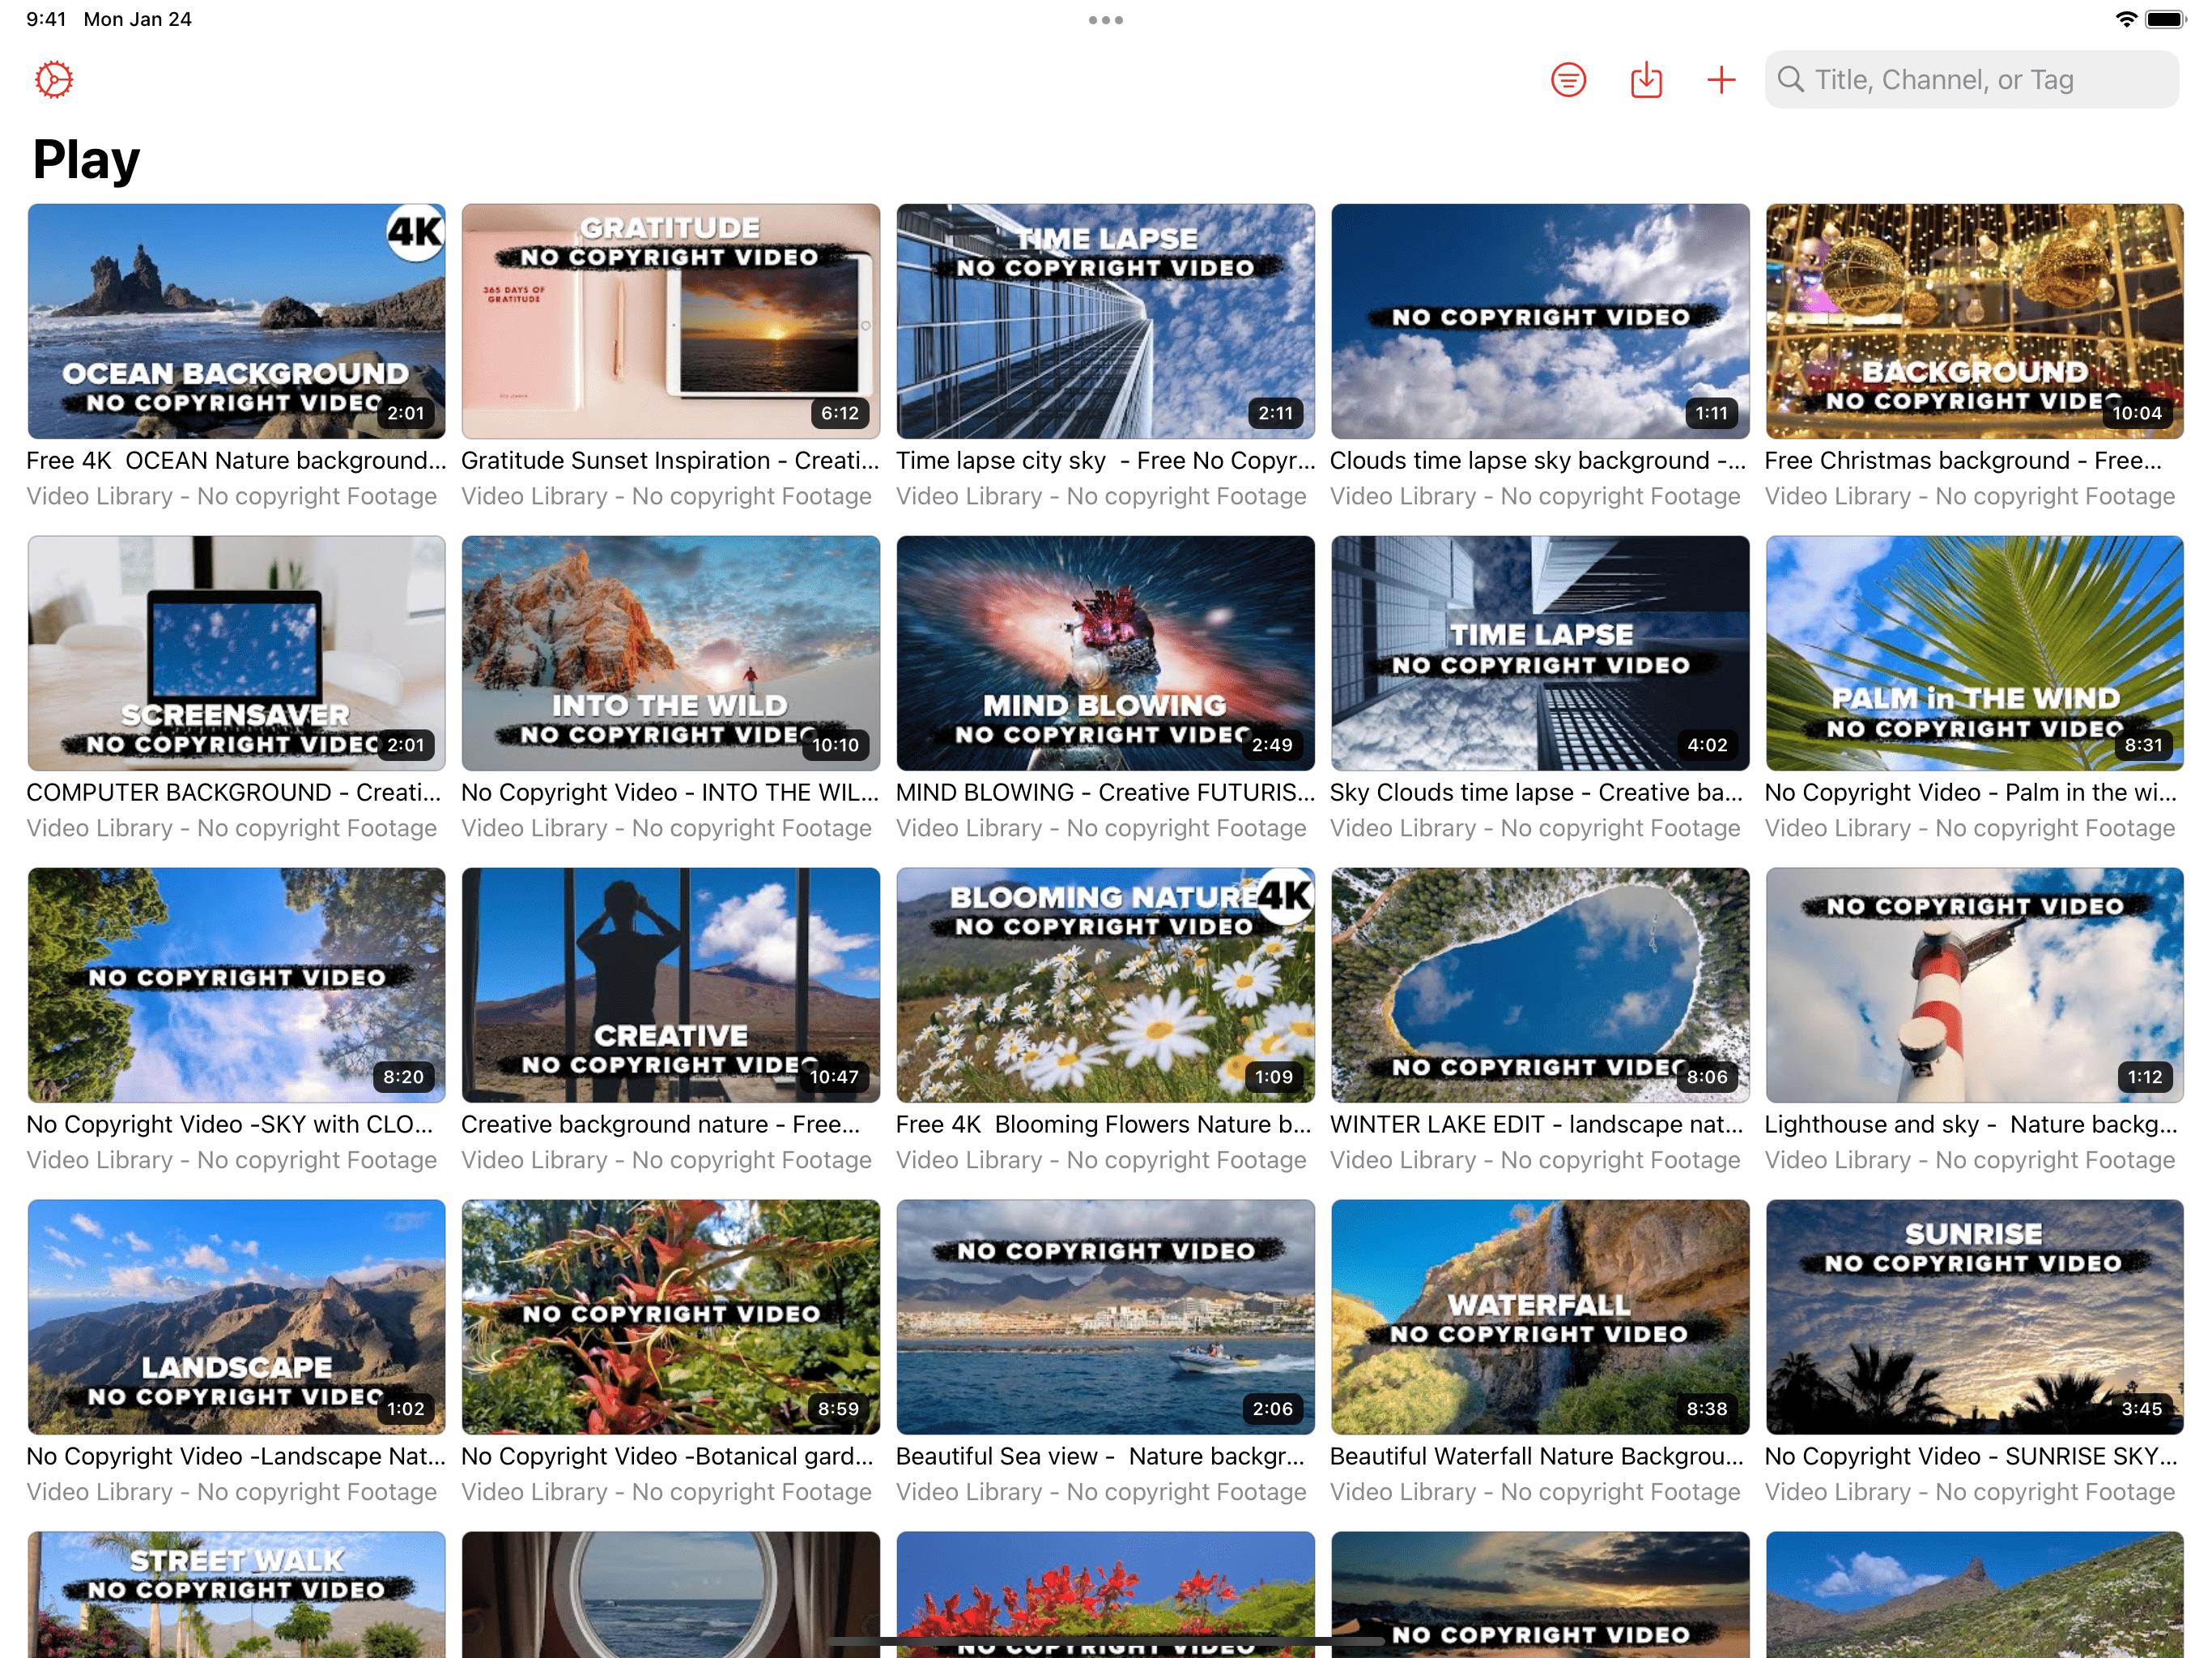 9:41 Mon Jan 24
Title, Channel, or Tag
Play
4K
OCEAN BACKGROUND
NO COPYRIGHT VIDEO
2:01
GRATITUDE
NO COPYRIGHT VIDEO
365 DAYS OF
GRATITUDE
6:12
TIME LAPSE
NO COPYRIGHT VIDEO
2:11
NO COPYRIGHT VIDEO
1:11
BACKGROUND
NO COPYRIGHT VIDEO
10:04
Free 4K  OCEAN Nature background...
Video Library - No copyright Footage
Gratitude Sunset Inspiration - Creati...
Video Library - No copyright Footage
Time lapse city sky  - Free No Copyr...
Video Library - No copyright Footage
Clouds time lapse sky background -...
Video Library - No copyright Footage
Free Christmas background - Free...
Video Library - No copyright Footage
SCREENSAVER
NO COPYRIGHT VIDEO
2:01
INTO THE WILD
NO COPYRIGHT VIDEO
10:10
MIND BLOWING
NO COPYRIGHT VIDEO
2:49
TIME LAPSE
NO COPYRIGHT VIDEO
4:02
PALM in THE WIND
NO COPYRIGHT VIDEO
8:31
COMPUTER BACKGROUND - Creati...
Video Library - No copyright Footage
No Copyright Video - INTO THE WIL...
Video Library - No copyright Footage
MIND BLOWING - Creative FUTURIS...
Video Library - No copyright Footage
Sky Clouds time lapse - Creative ba...
Video Library - No copyright Footage
No Copyright Video - Palm in the wi...
Video Library - No copyright Footage
NO COPYRIGHT VIDEO
8:20
CREATIVE
NO COPYRIGHT VIDEO
10:47
BLOOMING NATURE
4K
NO COPYRIGHT VIDEO
1:09
NO COPYRIGHT VIDEO
8:06
NO COPYRIGHT VIDEO
1:12
No Copyright Video -SKY with CLO...
Video Library - No copyright Footage
Creative background nature - Free...
Video Library - No copyright Footage
Free 4K  Blooming Flowers Nature b...
Video Library - No copyright Footage
WINTER LAKE EDIT - landscape nat...
Video Library - No copyright Footage
Lighthouse and sky -  Nature backg...
Video Library - No copyright Footage
LANDSCAPE
NO COPYRIGHT VIDEO
1:02
NO COPYRIGHT VIDEO
8:59
NO COPYRIGHT VIDEO
2:06
WATERFALL
NO COPYRIGHT VIDEO
8:38
SUNRISE
NO COPYRIGHT VIDEO
3:45
No Copyright Video -Landscape Nat...
Video Library - No copyright Footage
No Copyright Video -Botanical gard...
Video Library - No copyright Footage
Beautiful Sea view -  Nature backgr...
Video Library - No copyright Footage
Beautiful Waterfall Nature Backgrou...
Video Library - No copyright Footage
No Copyright Video - SUNRISE SKY...
Video Library - No copyright Footage
STREET WALK
NO COPYRIGHT VIDEO
NO COPYRIGHT VIDEO
NO COPYRIGHT VIDEO